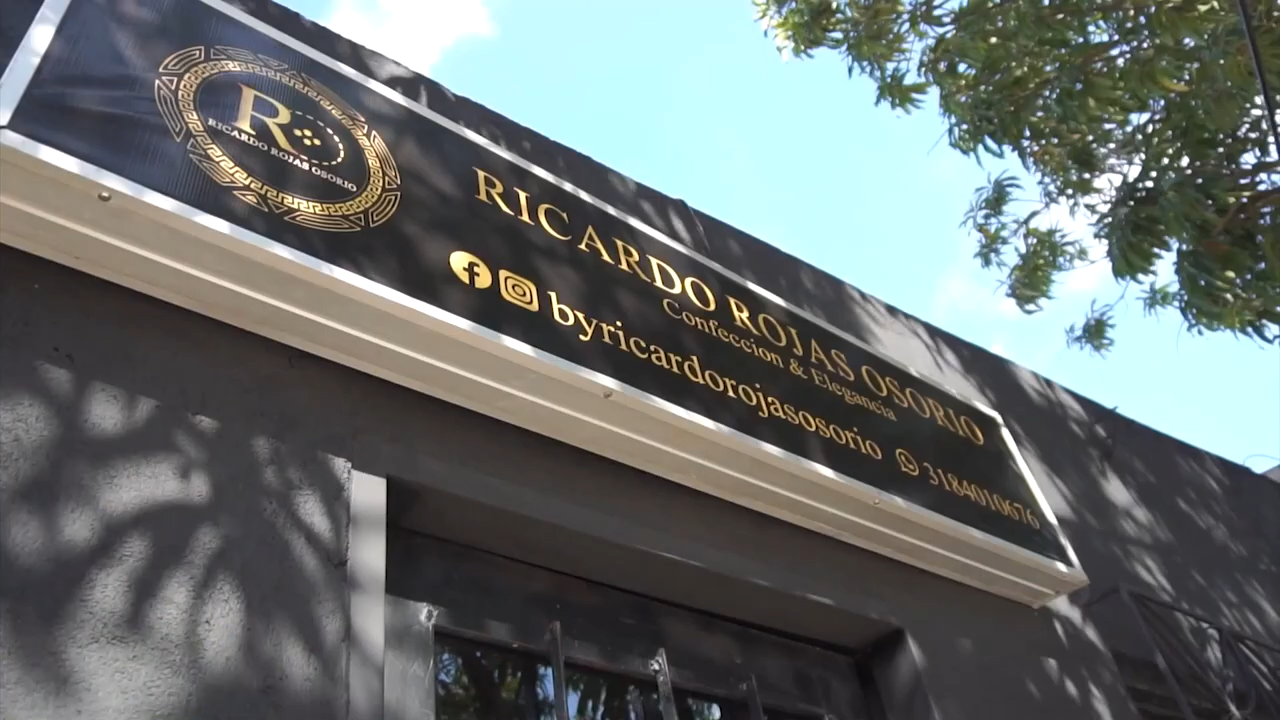 R
RICARDO ROJAS OSORIO
RICARDO ROJAS OSORIO
Confeccion & Elegancia
byricardorojasosorio 3184010676